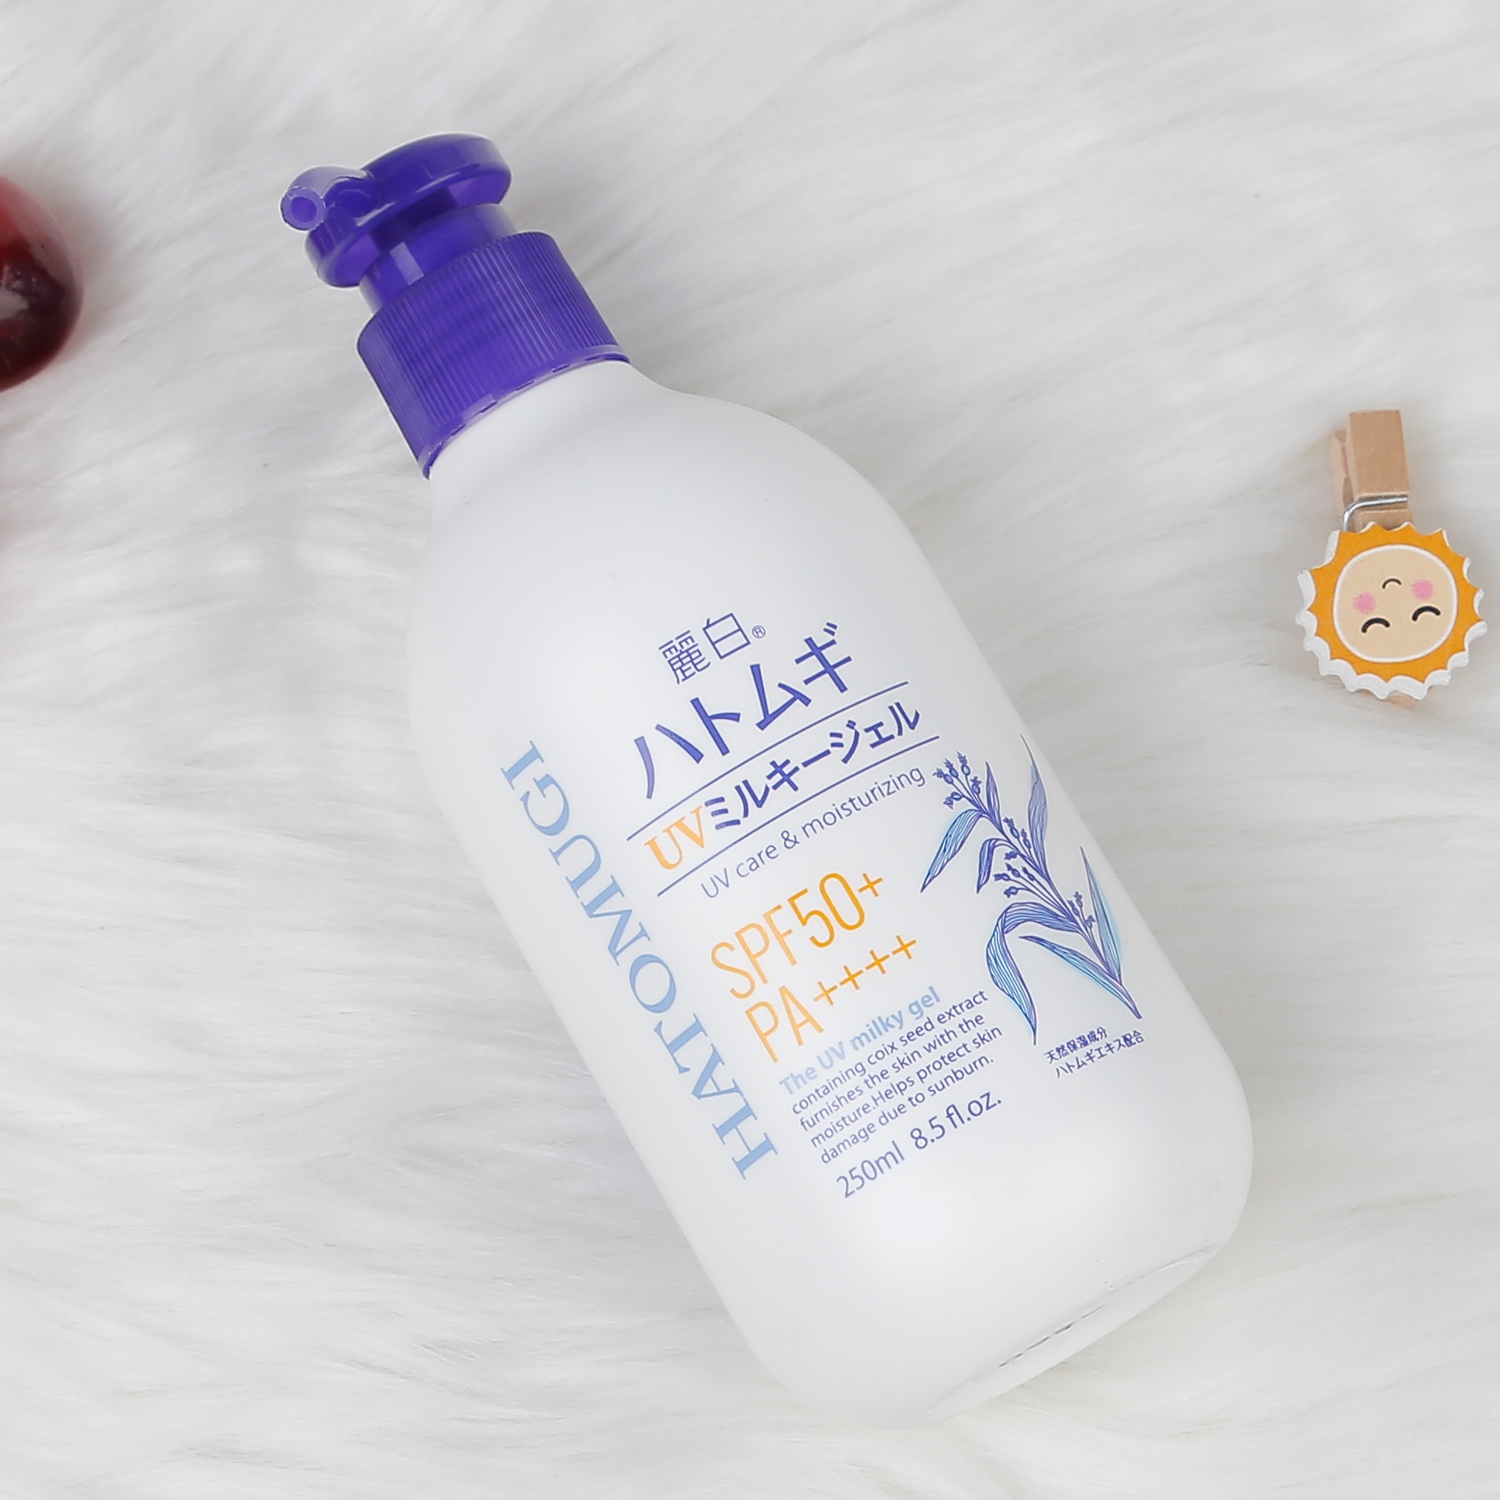 麗白®
ハトムギ
UVミルキージェル
UV care & moisturizing
SPF50+
PA++++
The UV milky gel
containing coix seed extract
furnishes the skin with the
moisture.Helps protect skin
damage due to sunburn.
250ml 8.5 fl.oz.
HATOMUGI
天然保湿成分
ハトムギエキス配合